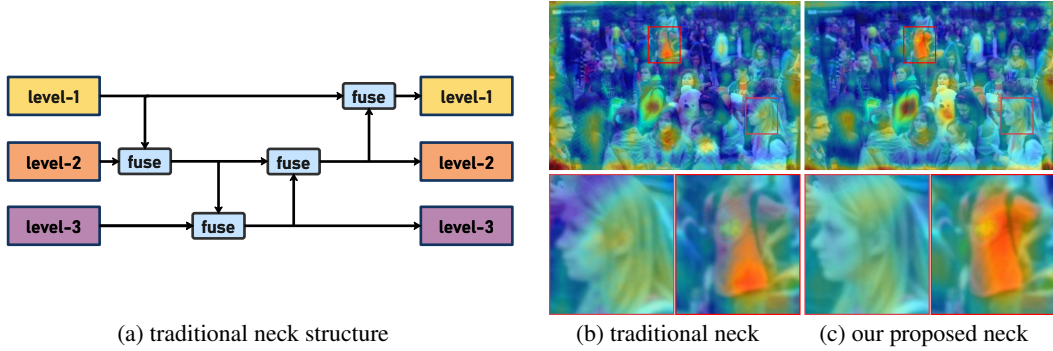 level-1
fuse
level-1
level-2
fuse
fuse
level-2
level-3
fuse
level-3
(a) traditional neck structure
(b) traditional neck
(c) our proposed neck